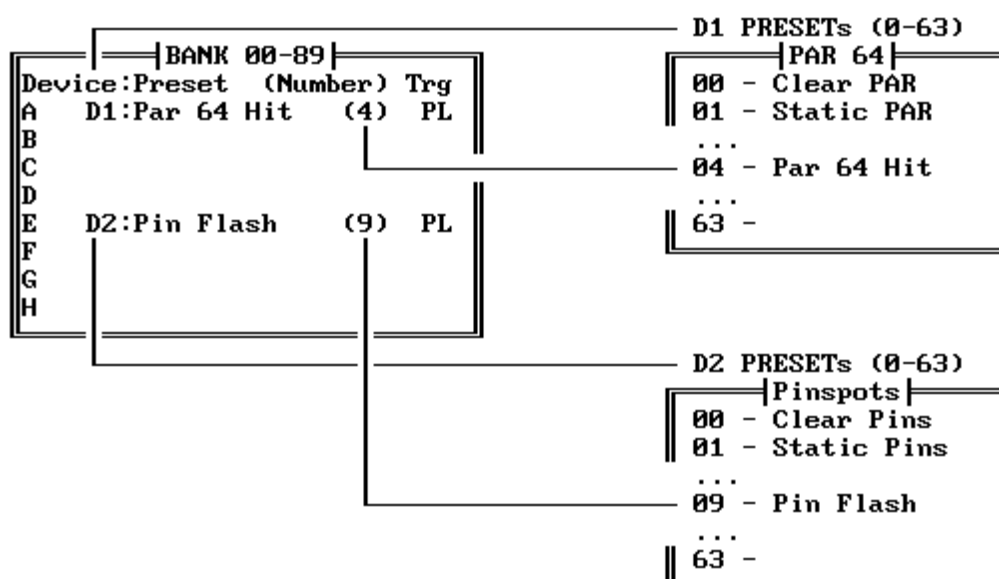 BANK 00-89
Device:Preset (Number) Trg
A D1:Par 64 Hit (4) PL
B
C
D
E D2:Pin Flash (9) PL
F
G
H
D1 PRESETs (0-63)
PAR 64
00 - Clear PAR
01 - Static PAR
...
04 - Par 64 Hit
...
63 -
D2 PRESETs (0-63)
Pinspots
00 - Clear Pins
01 - Static Pins
...
09 - Pin Flash
...
63 -